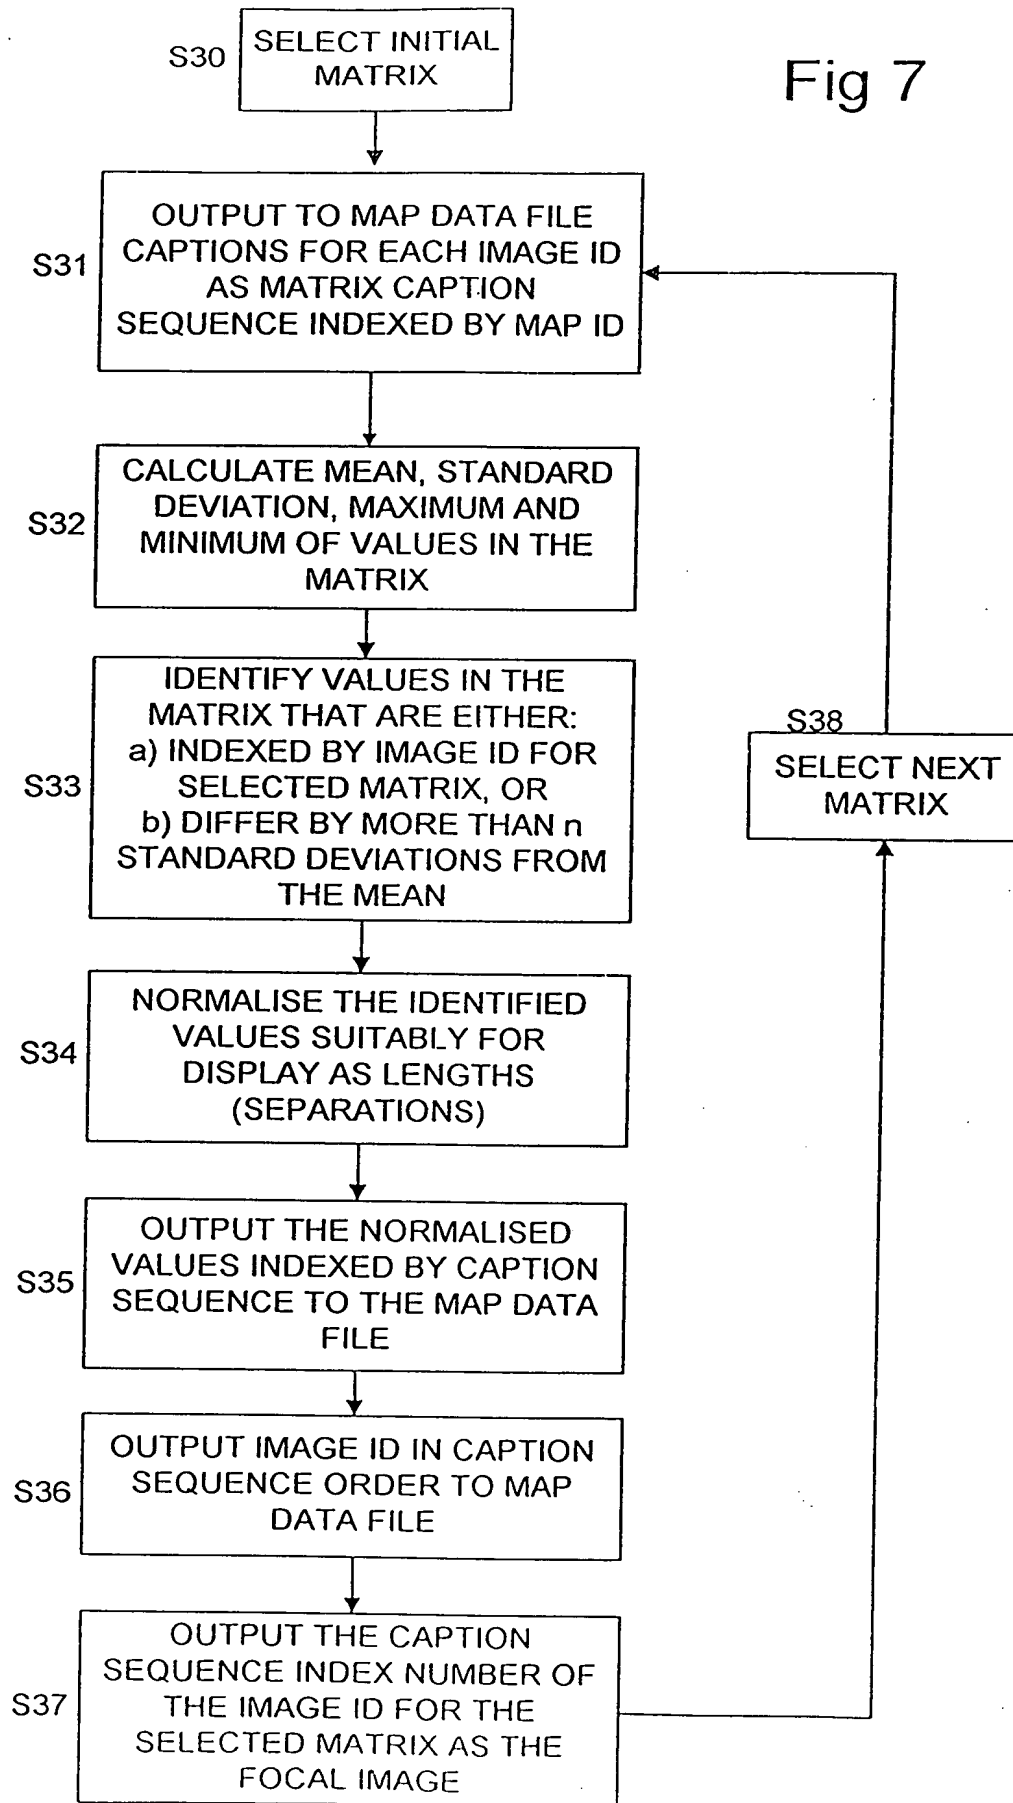 Fig 7
S30
SELECT INITIAL
MATRIX
S31
OUTPUT TO MAP DATA FILE
CAPTIONS FOR EACH IMAGE ID
AS MATRIX CAPTION
SEQUENCE INDEXED BY MAP ID
S32
CALCULATE MEAN, STANDARD
DEVIATION, MAXIMUM AND
MINIMUM OF VALUES IN THE
MATRIX
S33
IDENTIFY VALUES IN THE
MATRIX THAT ARE EITHER:
a) INDEXED BY IMAGE ID FOR
SELECTED MATRIX, OR
b) DIFFER BY MORE THAN n
STANDARD DEVIATIONS FROM
THE MEAN
S34
NORMALISE THE IDENTIFIED
VALUES SUITABLY FOR
DISPLAY AS LENGTHS
(SEPARATIONS)
S35
OUTPUT THE NORMALISED
VALUES INDEXED BY CAPTION
SEQUENCE TO THE MAP DATA
FILE
S36
OUTPUT IMAGE ID IN CAPTION
SEQUENCE ORDER TO MAP
DATA FILE
S37
OUTPUT THE CAPTION
SEQUENCE INDEX NUMBER OF
THE IMAGE ID FOR THE
SELECTED MATRIX AS THE
FOCAL IMAGE
S38
SELECT NEXT
MATRIX